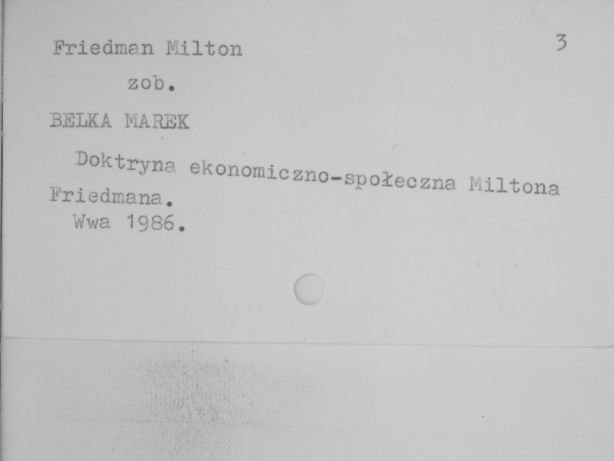 Friedman Milton 3
zob.
BELKA MAREK
Doktryna ekonomiczno-społeczna Miltona
Friedmana.
Wwa 1986.